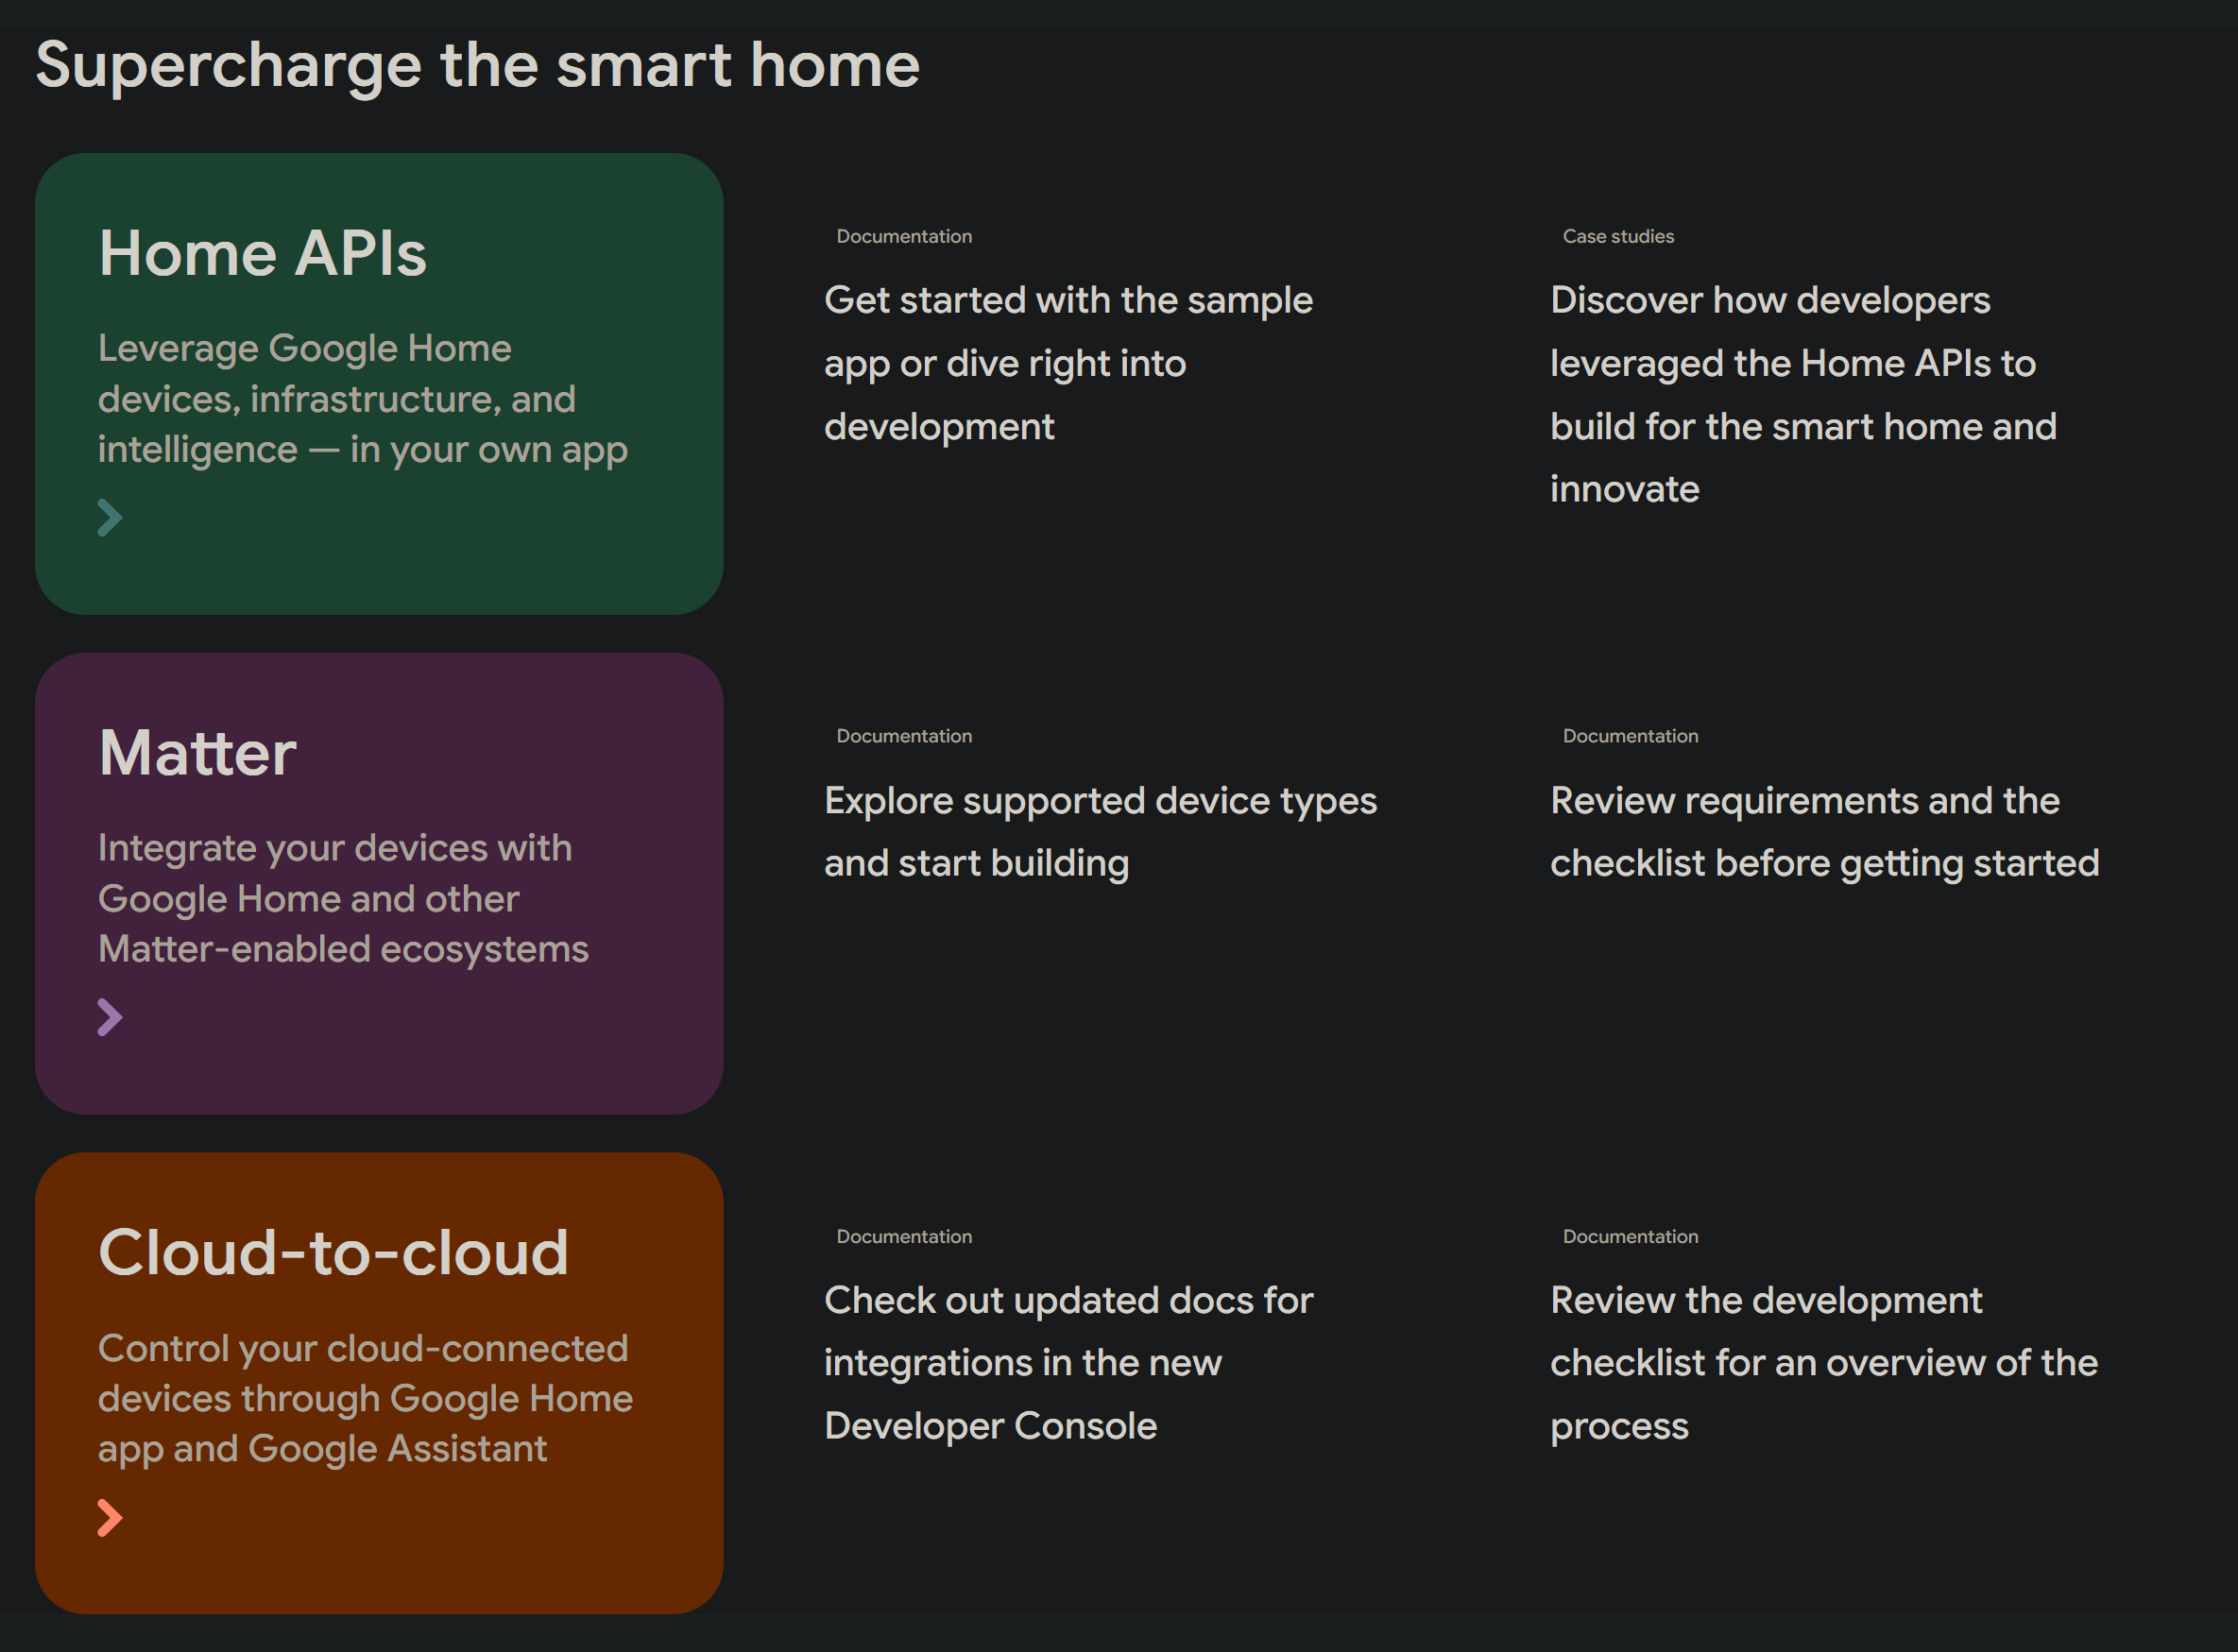 Supercharge the smart home
Home APIs
Leverage Google Home
devices, infrastructure, and
intelligence — in your own app
Documentation
Get started with the sample
app or dive right into
development
Case studies
Discover how developers
leveraged the Home APIs to
build for the smart home and
innovate
Matter
Integrate your devices with
Google Home and other
Matter-enabled ecosystems
Documentation
Explore supported device types
and start building
Documentation
Review requirements and the
checklist before getting started
Cloud-to-cloud
Control your cloud-connected
devices through Google Home
app and Google Assistant
Documentation
Check out updated docs for
integrations in the new
Developer Console
Documentation
Review the development
checklist for an overview of the
process